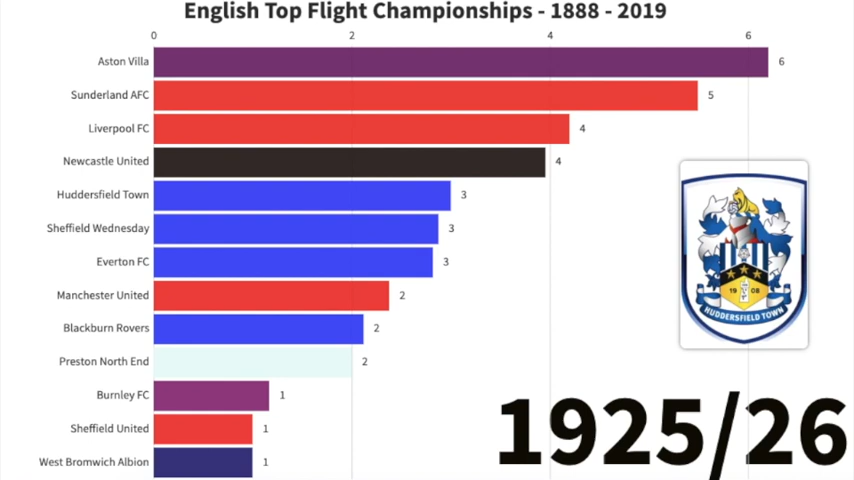 English Top Flight Championships - 1888 - 2019
0 2 4 6
Aston Villa 6
Sunderland AFC 5
Liverpool FC 4
Newcastle United 4
Huddersfield Town 3
Sheffield Wednesday 3
Everton FC 3
Manchester United 2
Blackburn Rovers 2
Preston North End 2
Burnley FC 1
Sheffield United 1
West Bromwich Albion 1
19 08
HUDDERSFIELD TOWN
1925/26